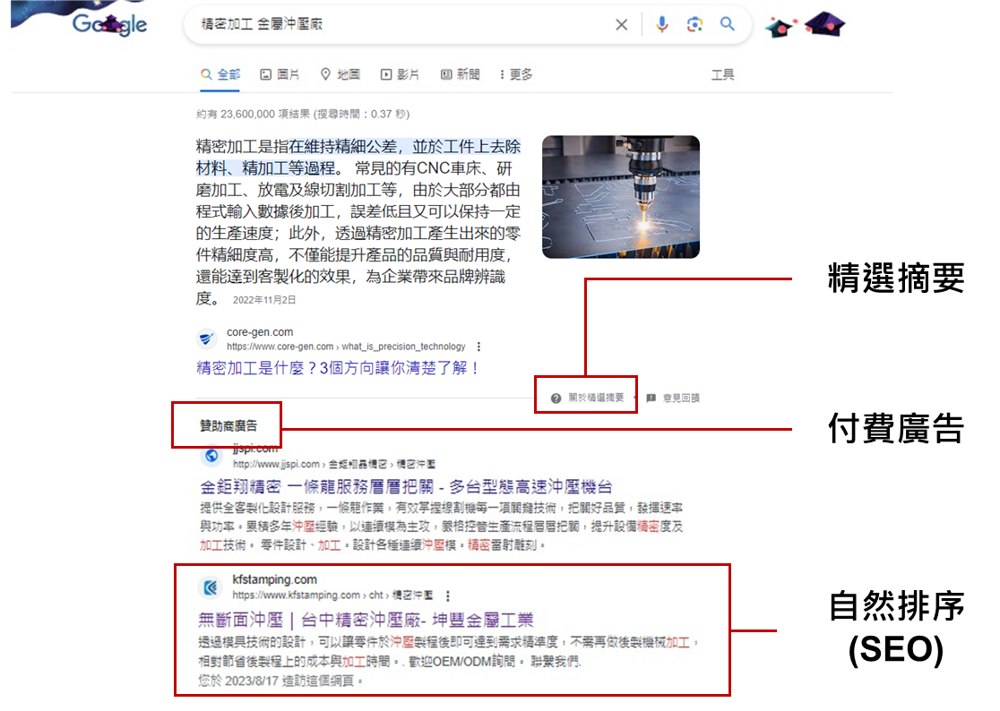 Google
精密加工 金屬沖壓廠
全部 圖片 地圖 影片 新聞 更多 工具
約有 23,600,000 項結果 (搜尋時間：0.37 秒)
精密加工是指在維持精細公差，並於工件上去除
材料、精加工等過程。 常見的有CNC車床、研
磨加工、放電及線切割加工等，由於大部分都由
程式輸入數據後加工，誤差低且又可以保持一定
的生產速度；此外，透過精密加工產生出來的零
件精細度高，不僅能提升產品的品質與耐用度，
還能達到客製化的效果，為企業帶來品牌辨識
度。 2022年11月2日
core-gen.com
https://www.core-gen.com › what_is_precision_technology
精密加工是什麼？3個方向讓你清楚了解！
關於精選摘要 • 意見回饋
精選摘要
贊助商廣告
付費廣告
jjspi.com
http://www.jjspi.com › 金鉅翔晶精密 › 精密沖壓
金鉅翔精密 一條龍服務層層把關 - 多台型態高速沖壓機台
提供全客製化設計服務，一條龍作業，有效掌握線割機每一項關鍵技術，把關好品質，發揮速率
與功率。累積多年沖壓經驗，以連續模為主攻，嚴格控管生產流程層層把關，提升設備精密度及
加工技術。 零件設計、加工。設計各種連續沖壓模。精密雷射雕刻。
kfstamping.com
https://www.kfstamping.com › cht › 精密沖壓
無斷面沖壓 | 台中精密沖壓廠- 坤豐金屬工業
透過模具技術的設計，可以讓零件於沖壓製程後即可達到需求精準度，不需再做後製機械加工，
相對節省後製程上的成本與加工時間。. 歡迎OEM/ODM詢問。 聯繫我們.
您於 2023/8/17 造訪這個網頁。
自然排序
(SEO)